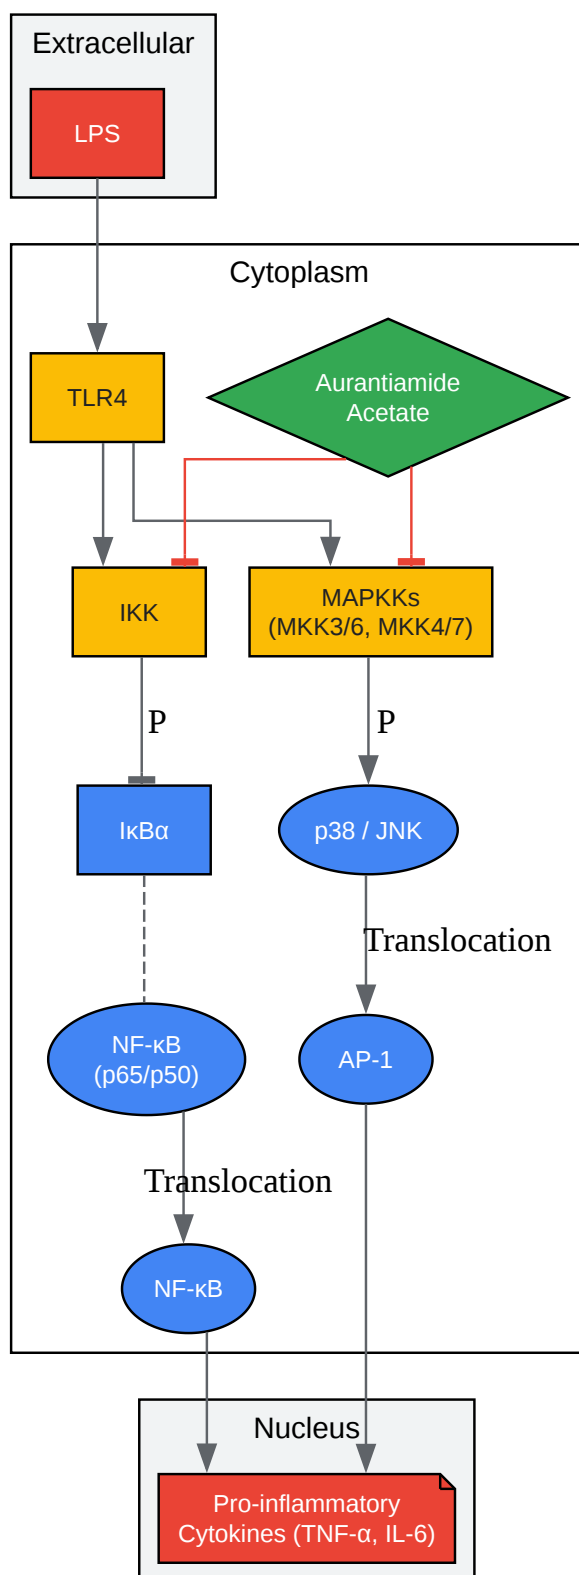 Extracellular
LPS
Cytoplasm
TLR4
Aurantiamide
Acetate
IKK
MAPKKs
(MKK3/6, MKK4/7)
P
P
IκBα
p38 / JNK
Translocation
NF-κB
(p65/p50)
AP-1
Translocation
NF-κB
Nucleus
Pro-inflammatory
Cytokines (TNF-α, IL-6)